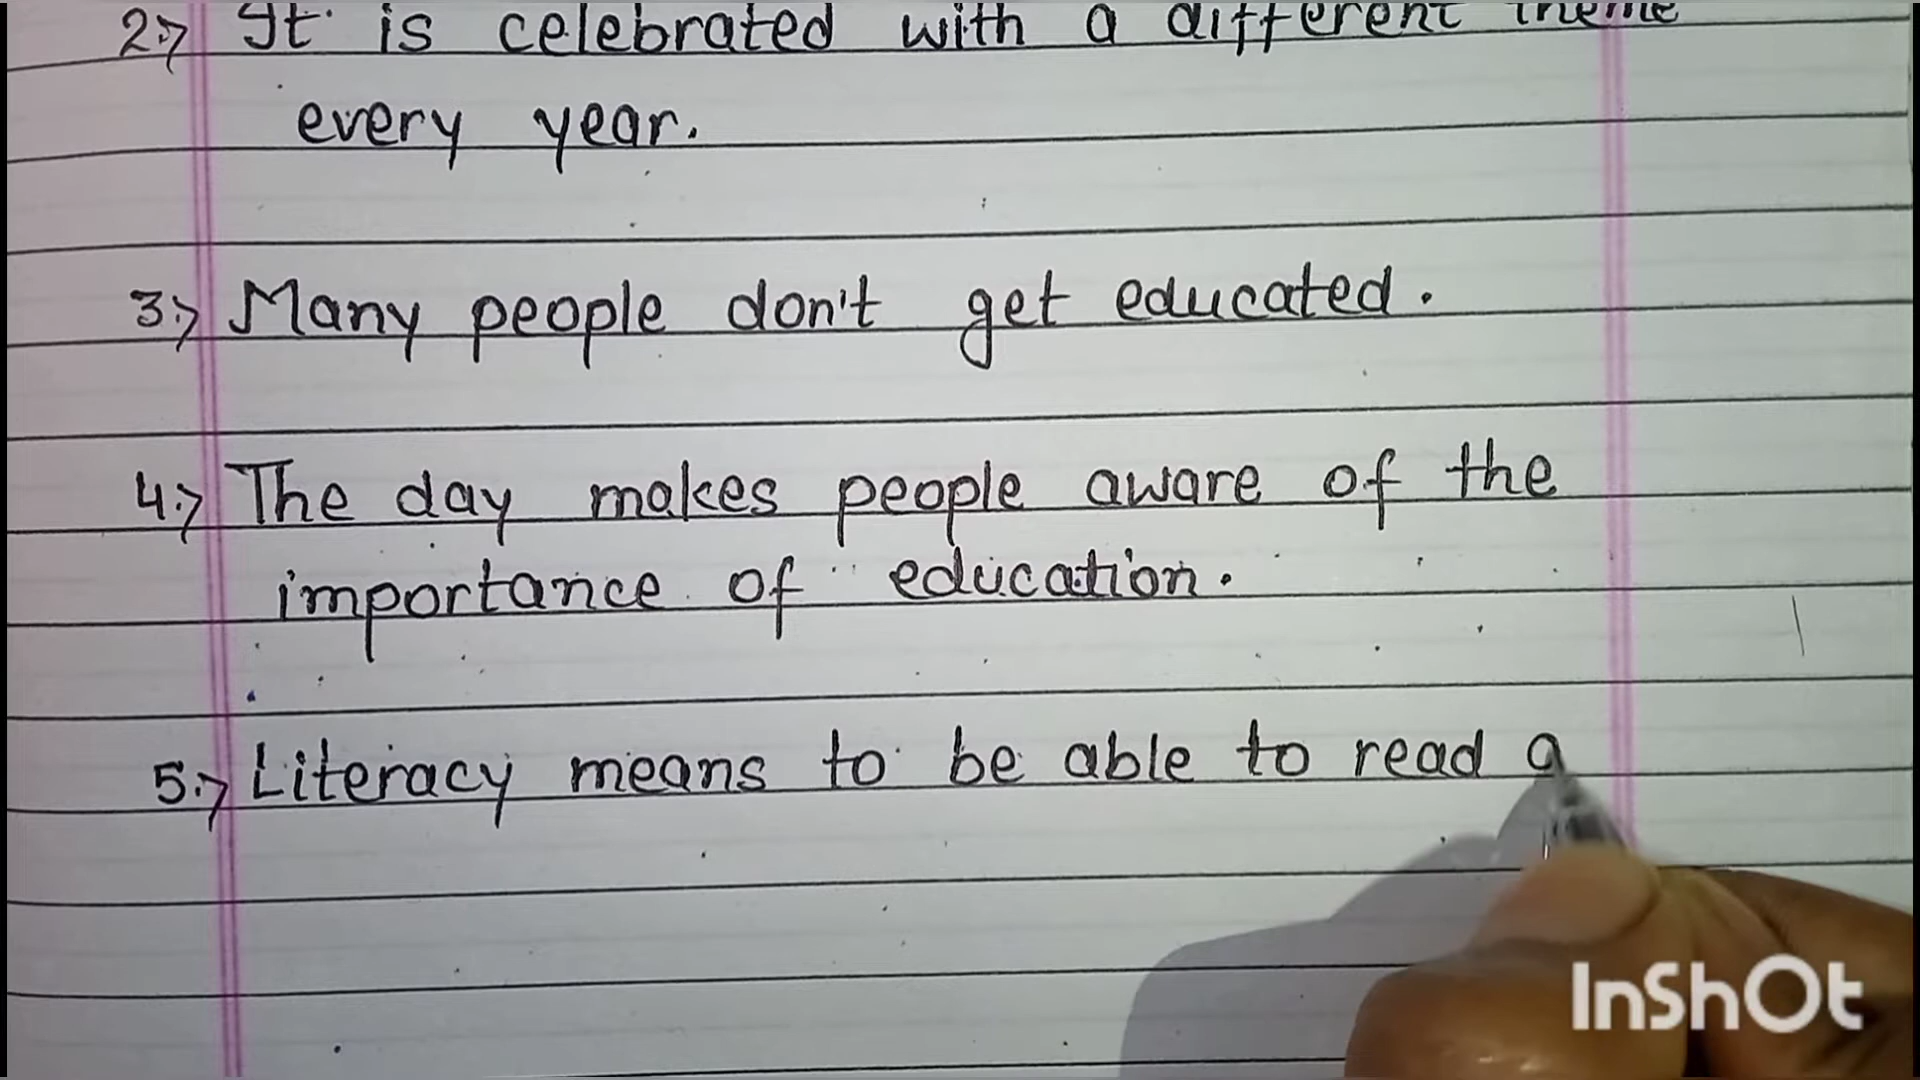 2.> It is celebrated with a different theme
every year.
3.> Many people don't get educated.
4.> The day makes people aware of the
importance of education.
5.> Literacy means to be able to read a
InShOt